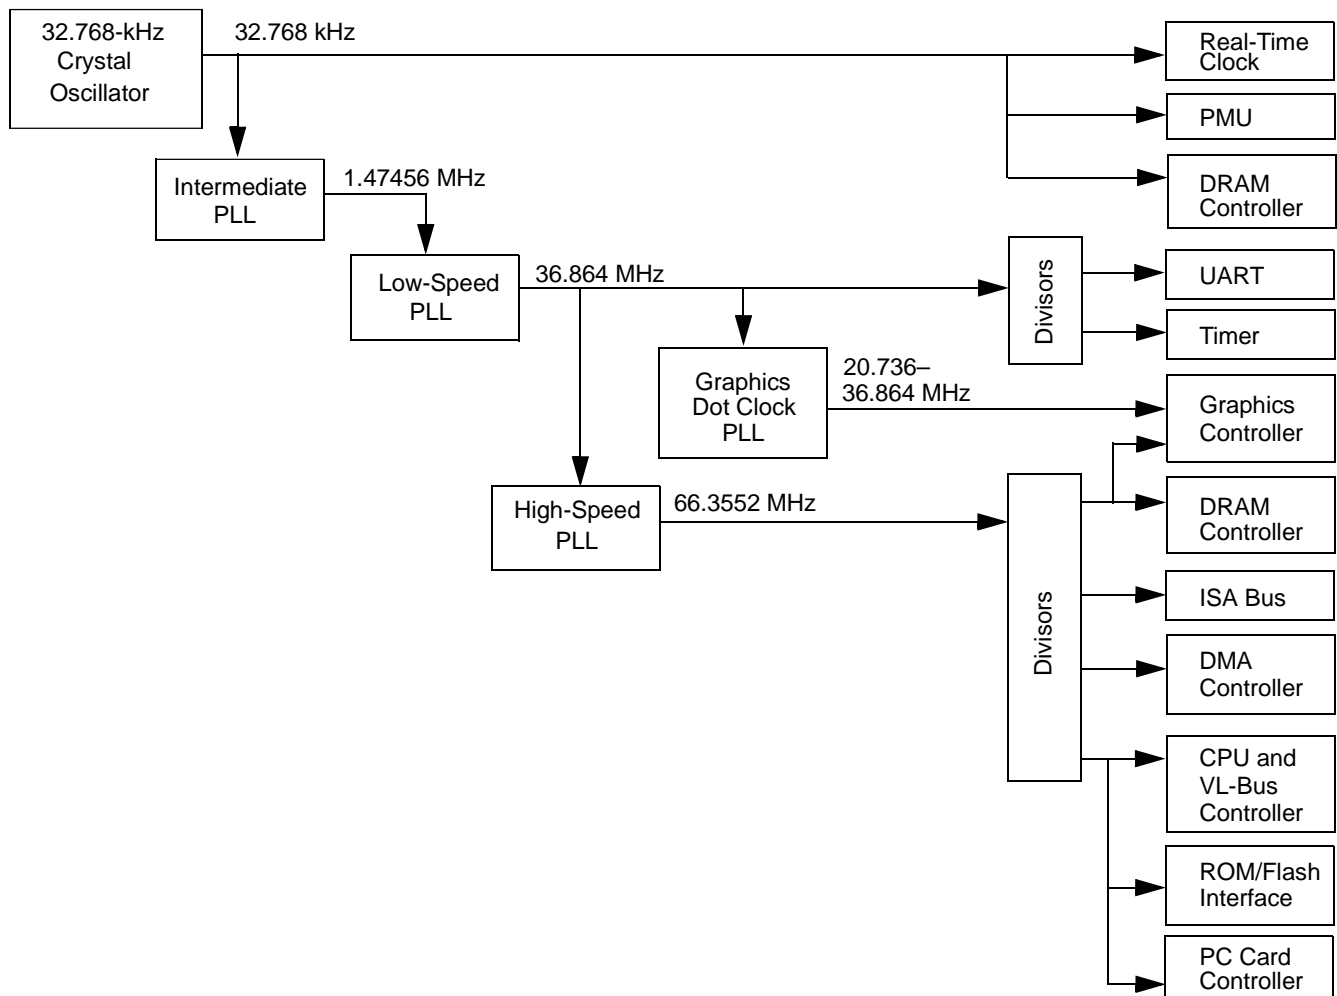 32.768-kHz
Crystal
Oscillator
32.768 kHz
Real-Time
Clock
PMU
Intermediate
PLL
1.47456 MHz
DRAM
Controller
Low-Speed
PLL
36.864 MHz
Divisors
UART
Timer
Graphics
Dot Clock
PLL
20.736–
36.864 MHz
Graphics
Controller
High-Speed
PLL
66.3552 MHz
Divisors
DRAM
Controller
ISA Bus
DMA
Controller
CPU and
VL-Bus
Controller
ROM/Flash
Interface
PC Card
Controller